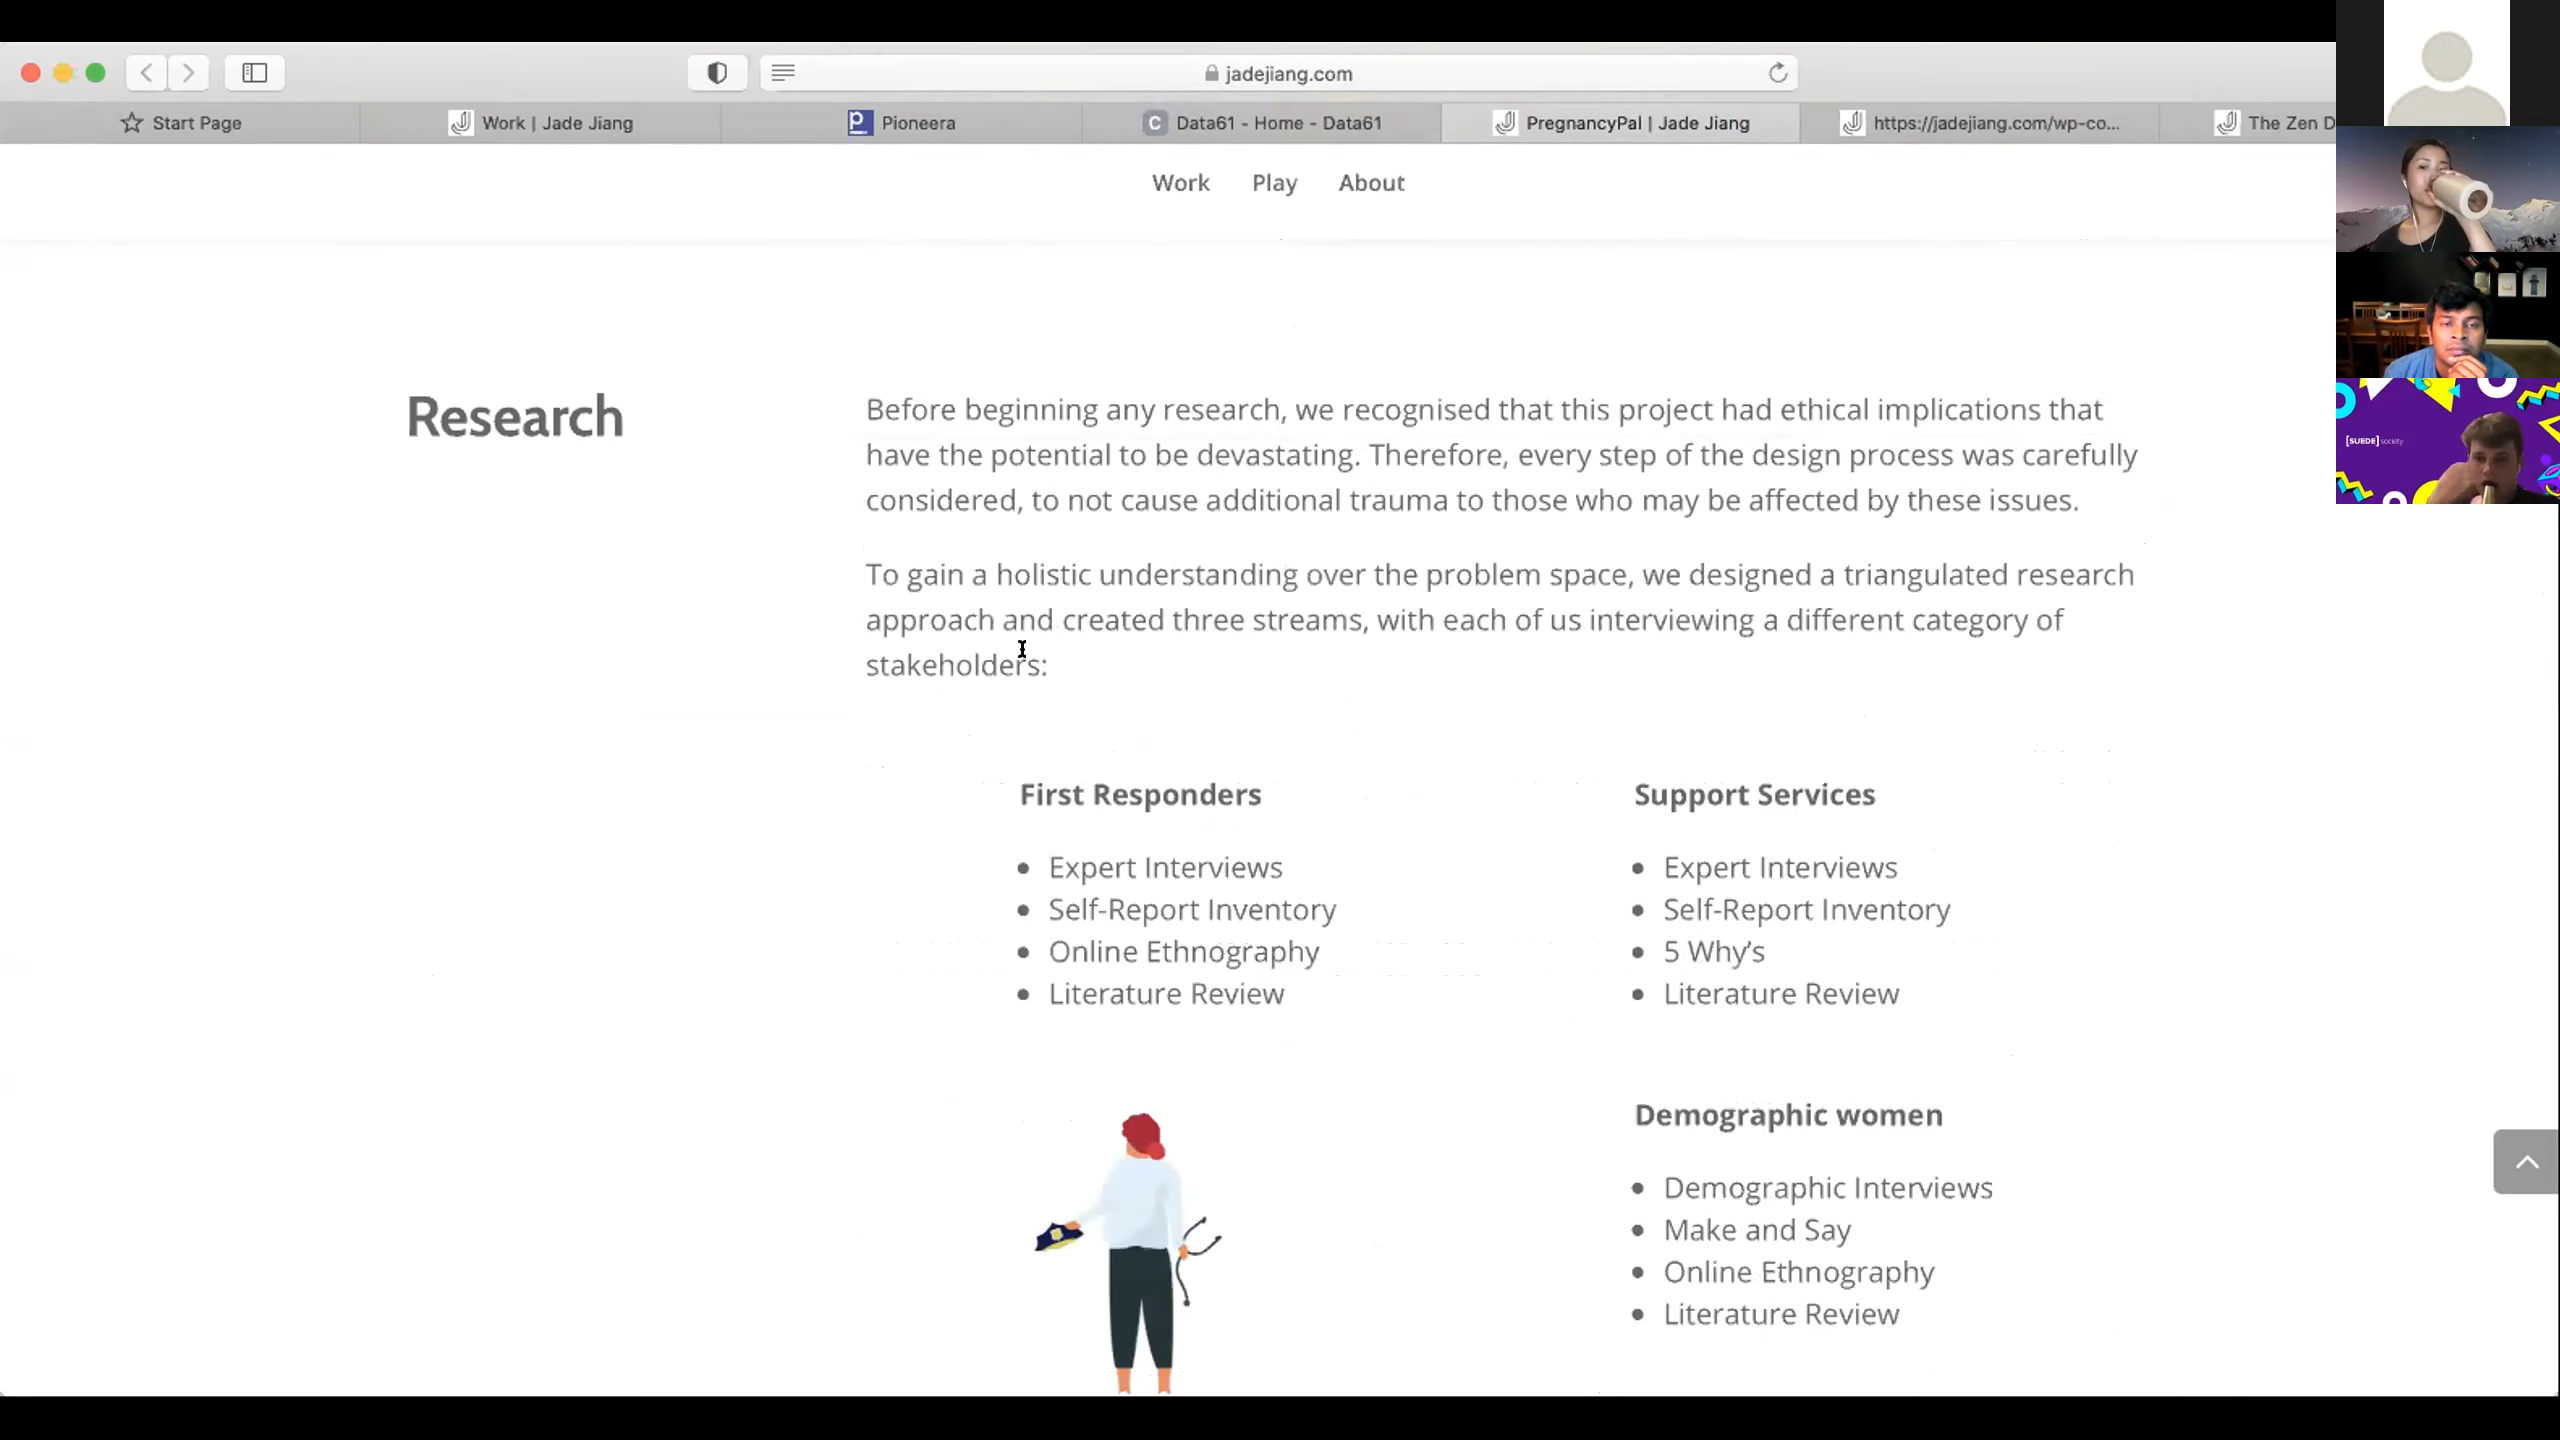 jadejiang.com
Start Page
Work | Jade Jiang
Pioneera
C Data61 - Home - Data61
PregnancyPal | Jade Jiang
https://jadejiang.com/wp-co...
The Zen D
Work Play About
[SUEDE] society
Research
Before beginning any research, we recognised that this project had ethical implications that
have the potential to be devastating. Therefore, every step of the design process was carefully
considered, to not cause additional trauma to those who may be affected by these issues.
To gain a holistic understanding over the problem space, we designed a triangulated research
approach and created three streams, with each of us interviewing a different category of
stakeholders:
First Responders
• Expert Interviews
• Self-Report Inventory
• Online Ethnography
• Literature Review
Support Services
• Expert Interviews
• Self-Report Inventory
• 5 Why’s
• Literature Review
Demographic women
• Demographic Interviews
• Make and Say
• Online Ethnography
• Literature Review